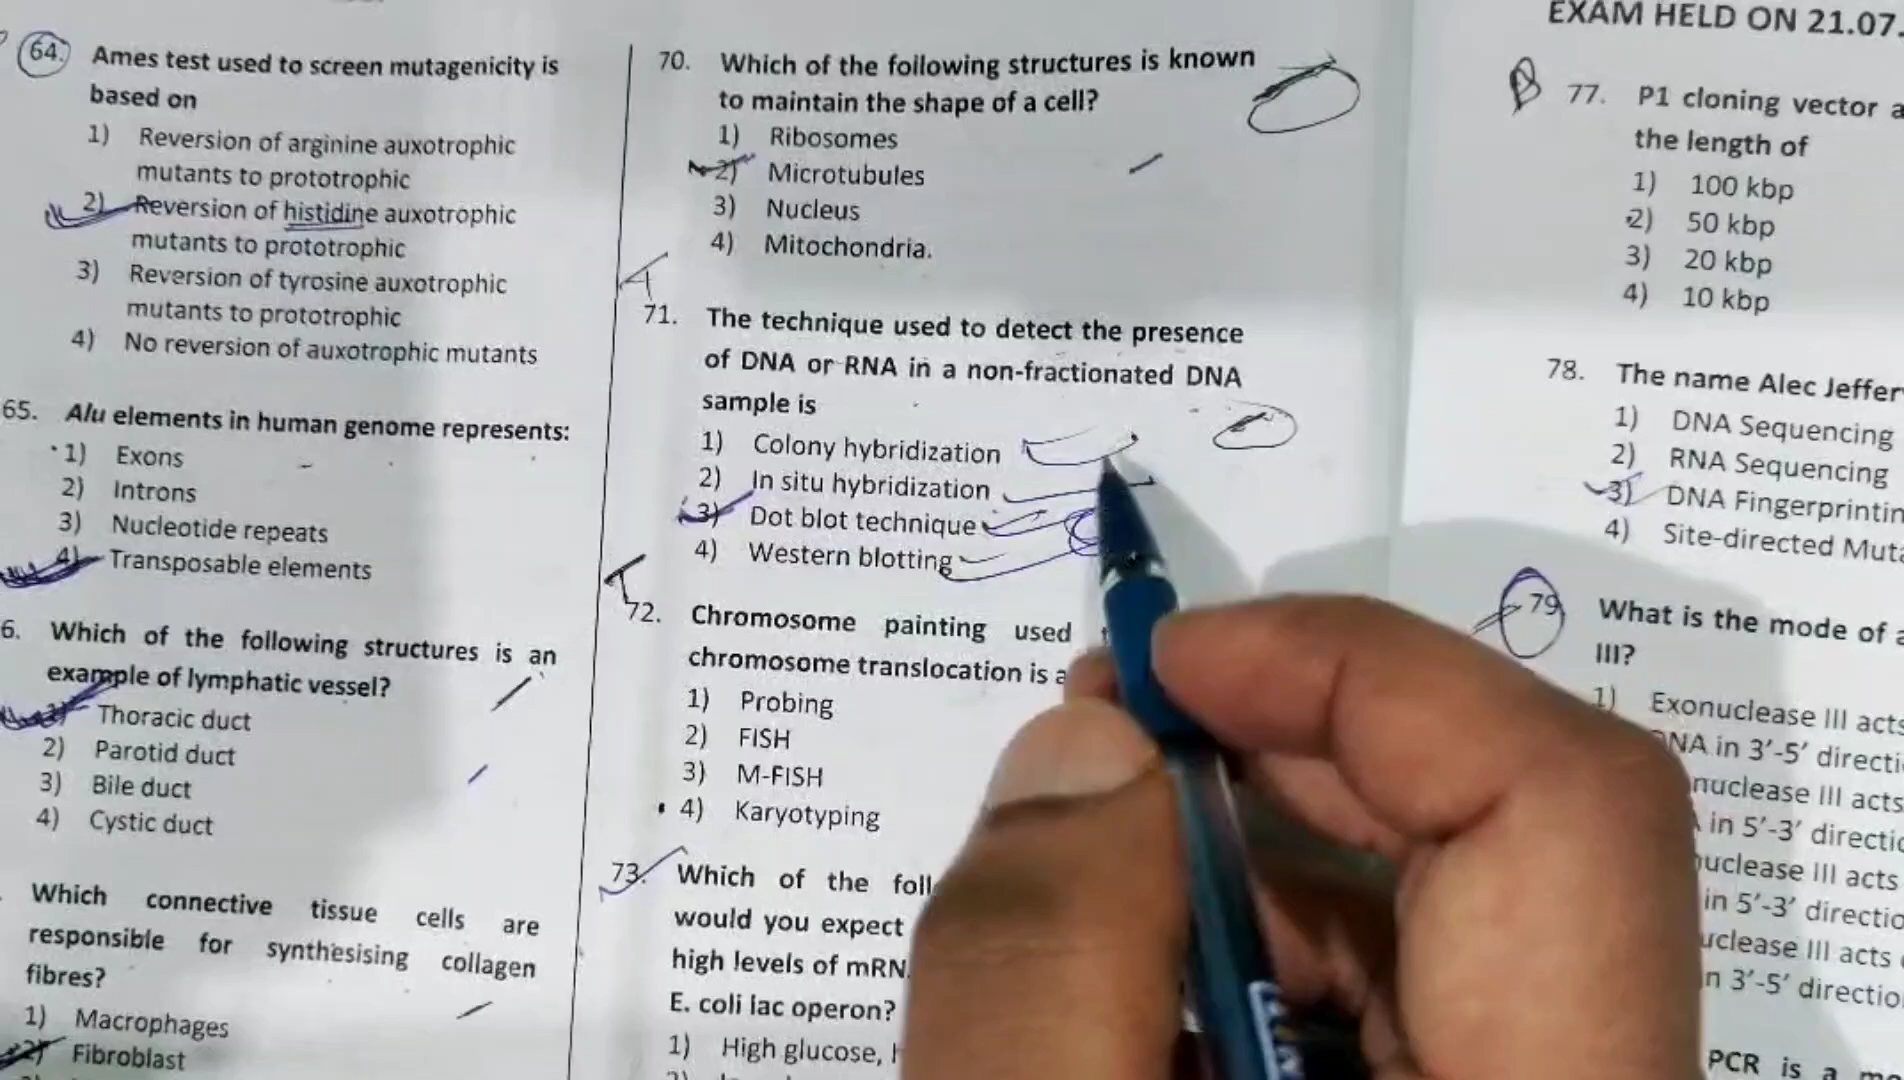 64. Ames test used to screen mutagenicity is
based on
1) Reversion of arginine auxotrophic
mutants to prototrophic
2) Reversion of histidine auxotrophic
mutants to prototrophic
3) Reversion of tyrosine auxotrophic
mutants to prototrophic
4) No reversion of auxotrophic mutants
65. Alu elements in human genome represents:
1) Exons
2) Introns
3) Nucleotide repeats
4) Transposable elements
6. Which of the following structures is an
example of lymphatic vessel?
Thoracic duct
2) Parotid duct
3) Bile duct
4) Cystic duct
Which connective tissue cells are
responsible for synthesising collagen
fibres?
1) Macrophages
2) Fibroblast
70. Which of the following structures is known
to maintain the shape of a cell?
1) Ribosomes
2) Microtubules
3) Nucleus
4) Mitochondria.
71. The technique used to detect the presence
of DNA or RNA in a non-fractionated DNA
sample is
1) Colony hybridization
2) In situ hybridization
3) Dot blot technique
4) Western blotting
72. Chromosome painting used
chromosome translocation is a
1) Probing
2) FISH
3) M-FISH
4) Karyotyping
73. Which of the foll
would you expect
high levels of mRN
E. coli lac operon?
1) High glucose,
EXAM HELD ON 21.07.
77. P1 cloning vector a
the length of
1) 100 kbp
2) 50 kbp
3) 20 kbp
4) 10 kbp
78. The name Alec Jeffer
1) DNA Sequencing
2) RNA Sequencing
3) DNA Fingerprintin
4) Site-directed Muta
79 What is the mode of a
III?
1) Exonuclease III acts
NA in 3'-5' directi
nuclease III acts
in 5'-3' directio
uclease III acts
in 5'-3' directio
uclease III acts
n 3'-5' directio
PCR is a